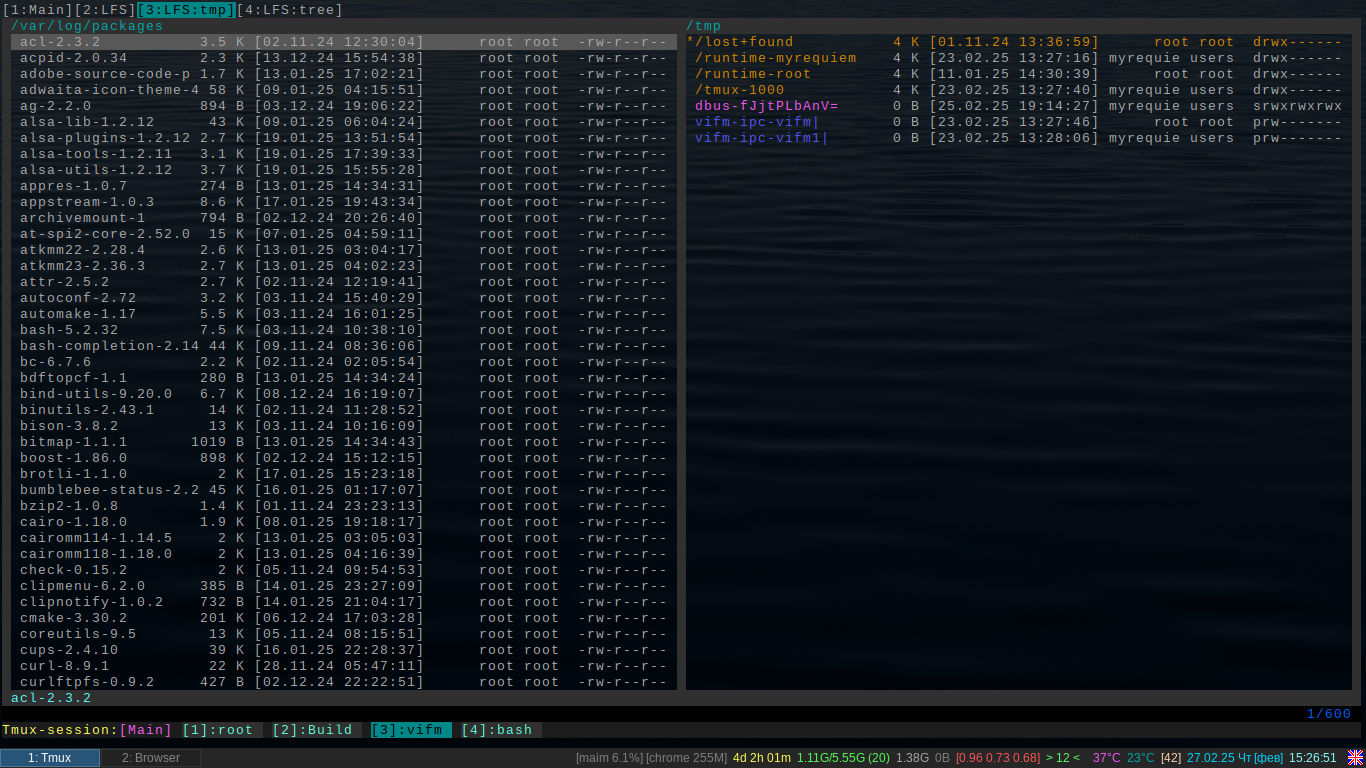 [1:Main][2:LFS][3:LFS:tmp][4:LFS:tree]
/var/log/packages /tmp
acl-2.3.2 3.5 K [02.11.24 12:30:04] root root -rw-r--r-- */lost+found 4 K [01.11.24 13:36:59] root root drwx------
acpid-2.0.34 2.3 K [13.12.24 15:54:38] root root -rw-r--r-- /runtime-myrequiem 4 K [23.02.25 13:27:16] myrequie users drwx------
adobe-source-code-p 1.7 K [13.01.25 17:02:21] root root -rw-r--r-- /runtime-root 4 K [11.01.25 14:30:39] root root drwx------
adwaita-icon-theme-4 58 K [09.01.25 04:15:51] root root -rw-r--r-- /tmux-1000 4 K [23.02.25 13:27:40] myrequie users drwx------
ag-2.2.0 894 B [03.12.24 19:06:22] root root -rw-r--r-- dbus-fJjtPLbAnV= 0 B [25.02.25 19:14:27] myrequie users srwxrwxrwx
alsa-lib-1.2.12 43 K [09.01.25 06:04:24] root root -rw-r--r-- vifm-ipc-vifm| 0 B [23.02.25 13:27:46] root root prw-------
alsa-plugins-1.2.12 2.7 K [19.01.25 13:51:54] root root -rw-r--r-- vifm-ipc-vifm1| 0 B [23.02.25 13:28:06] myrequie users prw-------
alsa-tools-1.2.11 3.1 K [19.01.25 17:39:33] root root -rw-r--r--
alsa-utils-1.2.12 3.7 K [19.01.25 15:55:28] root root -rw-r--r--
appres-1.0.7 274 B [13.01.25 14:34:31] root root -rw-r--r--
appstream-1.0.3 8.6 K [17.01.25 19:43:34] root root -rw-r--r--
archivemount-1 794 B [02.12.24 20:26:40] root root -rw-r--r--
at-spi2-core-2.52.0 15 K [07.01.25 04:59:11] root root -rw-r--r--
atkmm22-2.28.4 2.6 K [13.01.25 03:04:17] root root -rw-r--r--
atkmm23-2.36.3 2.7 K [13.01.25 04:02:23] root root -rw-r--r--
attr-2.5.2 2.7 K [02.11.24 12:19:41] root root -rw-r--r--
autoconf-2.72 3.2 K [03.11.24 15:40:29] root root -rw-r--r--
automake-1.17 5.5 K [03.11.24 16:01:25] root root -rw-r--r--
bash-5.2.32 7.5 K [03.11.24 10:38:10] root root -rw-r--r--
bash-completion-2.14 44 K [09.11.24 08:36:06] root root -rw-r--r--
bc-6.7.6 2.2 K [02.11.24 02:05:54] root root -rw-r--r--
bdftopcf-1.1 280 B [13.01.25 14:34:24] root root -rw-r--r--
bind-utils-9.20.0 6.7 K [08.12.24 16:19:07] root root -rw-r--r--
binutils-2.43.1 14 K [02.11.24 11:28:52] root root -rw-r--r--
bison-3.8.2 13 K [03.11.24 10:16:09] root root -rw-r--r--
bitmap-1.1.1 1019 B [13.01.25 14:34:43] root root -rw-r--r--
boost-1.86.0 898 K [02.12.24 15:12:15] root root -rw-r--r--
brotli-1.1.0 2 K [17.01.25 15:23:18] root root -rw-r--r--
bumblebee-status-2.2 45 K [16.01.25 01:17:07] root root -rw-r--r--
bzip2-1.0.8 1.4 K [01.11.24 23:23:13] root root -rw-r--r--
cairo-1.18.0 1.9 K [08.01.25 19:18:17] root root -rw-r--r--
cairomm114-1.14.5 2 K [13.01.25 03:05:03] root root -rw-r--r--
cairomm118-1.18.0 2 K [13.01.25 04:16:39] root root -rw-r--r--
check-0.15.2 2 K [05.11.24 09:54:53] root root -rw-r--r--
clipmenu-6.2.0 385 B [14.01.25 23:27:09] root root -rw-r--r--
clipnotify-1.0.2 732 B [14.01.25 21:04:17] root root -rw-r--r--
cmake-3.30.2 201 K [06.12.24 17:03:28] root root -rw-r--r--
coreutils-9.5 13 K [05.11.24 08:15:51] root root -rw-r--r--
cups-2.4.10 39 K [16.01.25 22:28:37] root root -rw-r--r--
curl-8.9.1 22 K [28.11.24 05:47:11] root root -rw-r--r--
curlftpfs-0.9.2 427 B [02.12.24 22:22:51] root root -rw-r--r--
acl-2.3.2
1/600
Tmux-session:[Main] [1]:root [2]:Build [3]:vifm [4]:bash
1: Tmux 2: Browser [maim 6.1%] [chrome 255M] 4d 2h 01m 1.11G/5.55G (20) 1.38G 0B [0.96 0.73 0.68] > 12 < 37°C 23°C [42] 27.02.25 Чт [фев] 15:26:51